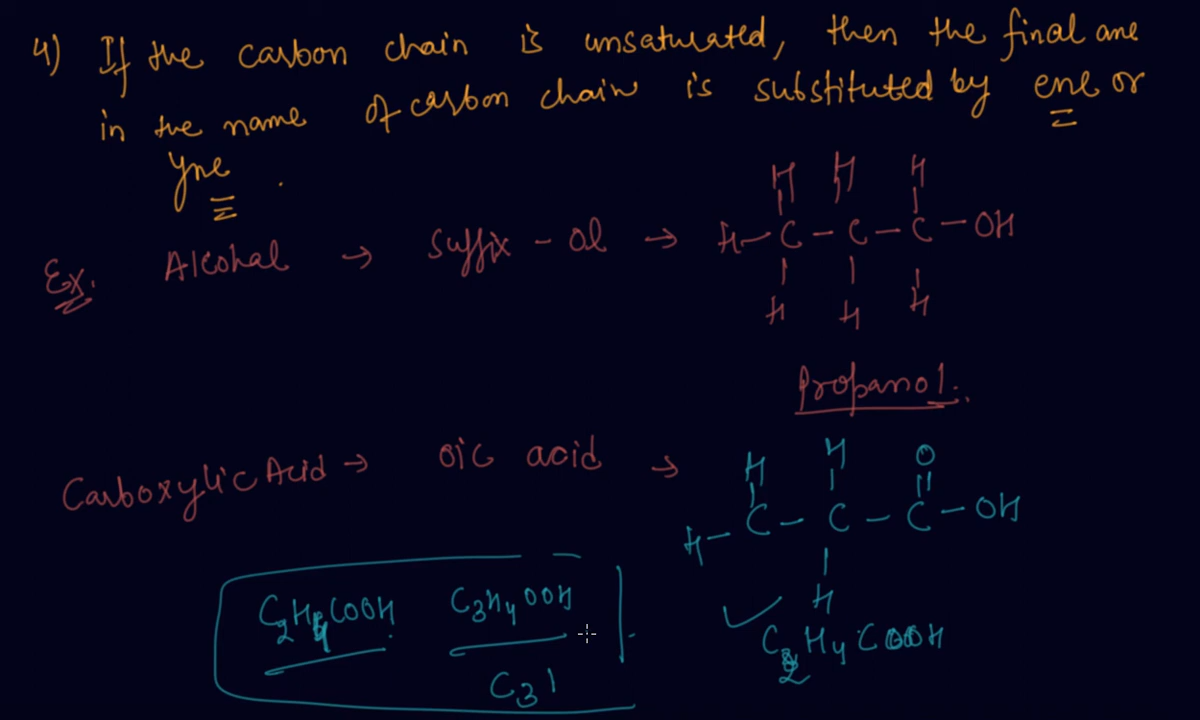 4) If the carbon chain is unsaturated, then the final ane
in the name of carbon chain is substituted by ene or
yne.
Ex. Alcohal → suffix - ol →
H H H
H - C - C - C - OH
H H H
Propanol.
Carboxylic Acid → oic acid →
H H O
H - C - C - C - OH
H
C2H4COOH C3H4OOH
C3
C2H4COOH